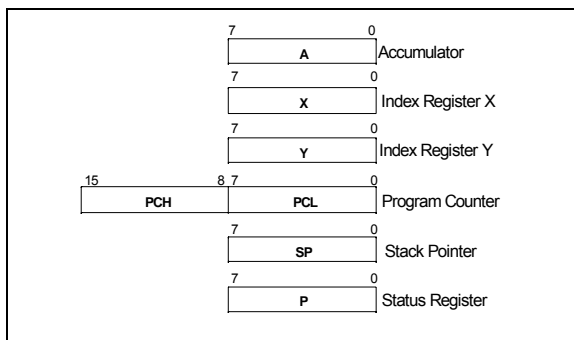 7 0
A Accumulator
7 0
X Index Register X
7 0
Y Index Register Y
15 8 7 0
PCH PCL Program Counter
7 0
SP Stack Pointer
7 0
P Status Register